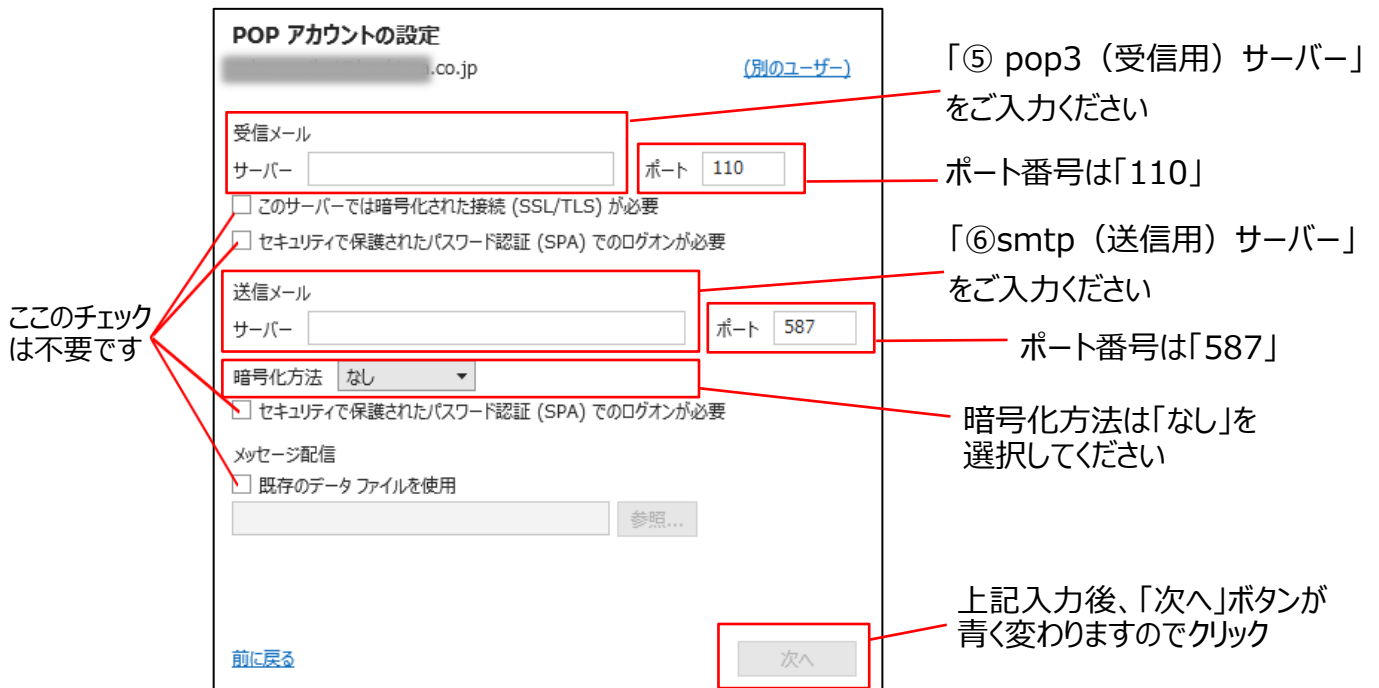 POP アカウントの設定
.co.jp
(別のユーザー)
受信メール
サーバー
ポート 110
このサーバーでは暗号化された接続 (SSL/TLS) が必要
セキュリティで保護されたパスワード認証 (SPA) でのログオンが必要
送信メール
サーバー
ポート 587
暗号化方法 なし
セキュリティで保護されたパスワード認証 (SPA) でのログオンが必要
メッセージ配信
既存のデータ ファイルを使用
参照...
前に戻る
次へ
ここのチェック
は不要です
「⑤ pop3（受信用）サーバー」
をご入力ください
ポート番号は「110」
「⑥smtp（送信用）サーバー」
をご入力ください
ポート番号は「587」
暗号化方法は「なし」を
選択してください
上記入力後、「次へ」ボタンが
青く変わりますのでクリック